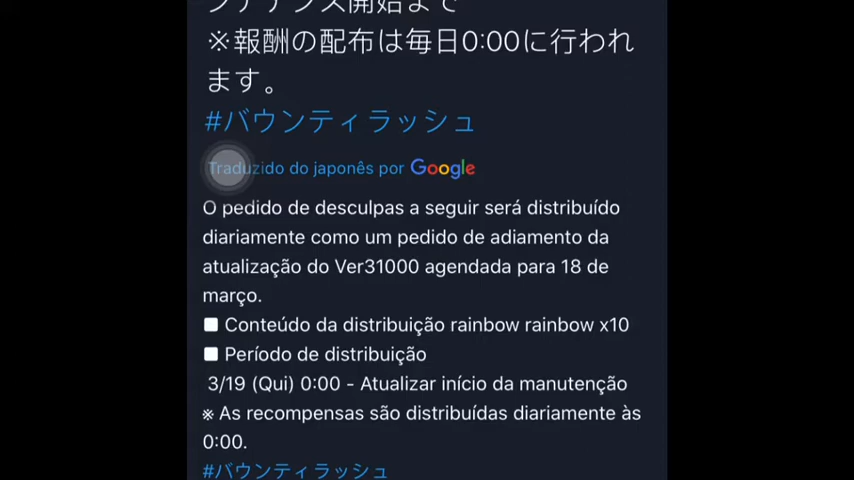 ンテナンス開始まで
※報酬の配布は毎日0:00に行われ
ます。
#バウンティラッシュ
Traduzido do japonês por Google
O pedido de desculpas a seguir será distribuído
diariamente como um pedido de adiamento da
atualização do Ver31000 agendada para 18 de
março.
■ Conteúdo da distribuição rainbow rainbow x10
■ Período de distribuição
3/19 (Qui) 0:00 - Atualizar início da manutenção
※ As recompensas são distribuídas diariamente às
0:00.
#バウンティラッシュ